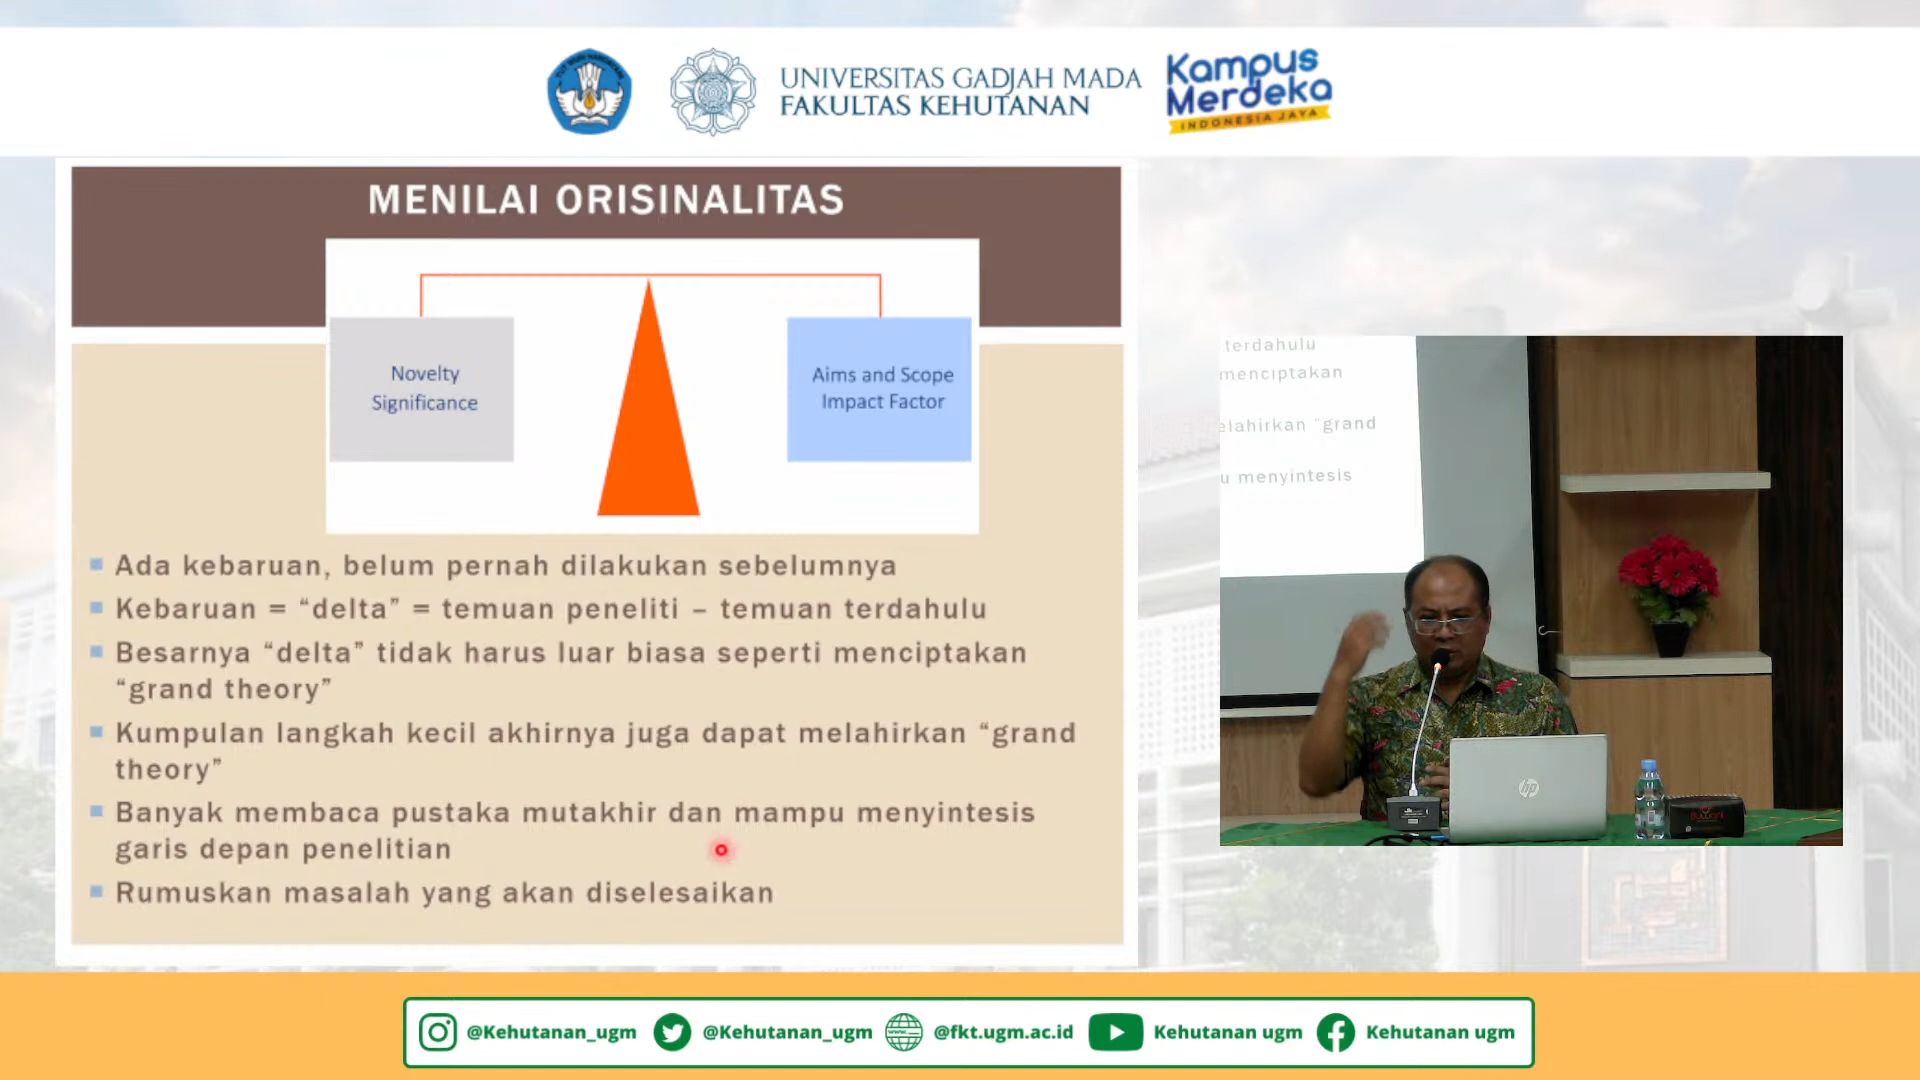 TUT WURI HANDAYANI
UNIVERSITAS GADJAH MADA
FAKULTAS KEHUTANAN
Kampus
Merdeka
INDONESIA JAYA
MENILAI ORISINALITAS
Novelty
Significance
Aims and Scope
Impact Factor
Ada kebaruan, belum pernah dilakukan sebelumnya
Kebaruan = “delta” = temuan peneliti – temuan terdahulu
Besarnya “delta” tidak harus luar biasa seperti menciptakan
“grand theory”
Kumpulan langkah kecil akhirnya juga dapat melahirkan “grand
theory”
Banyak membaca pustaka mutakhir dan mampu menyintesis
garis depan penelitian
Rumuskan masalah yang akan diselesaikan
terdahulu
menciptakan
elahirkan “grand
u menyintesis
hp
@Kehutanan_ugm
@Kehutanan_ugm
@fkt.ugm.ac.id
Kehutanan ugm
Kehutanan ugm